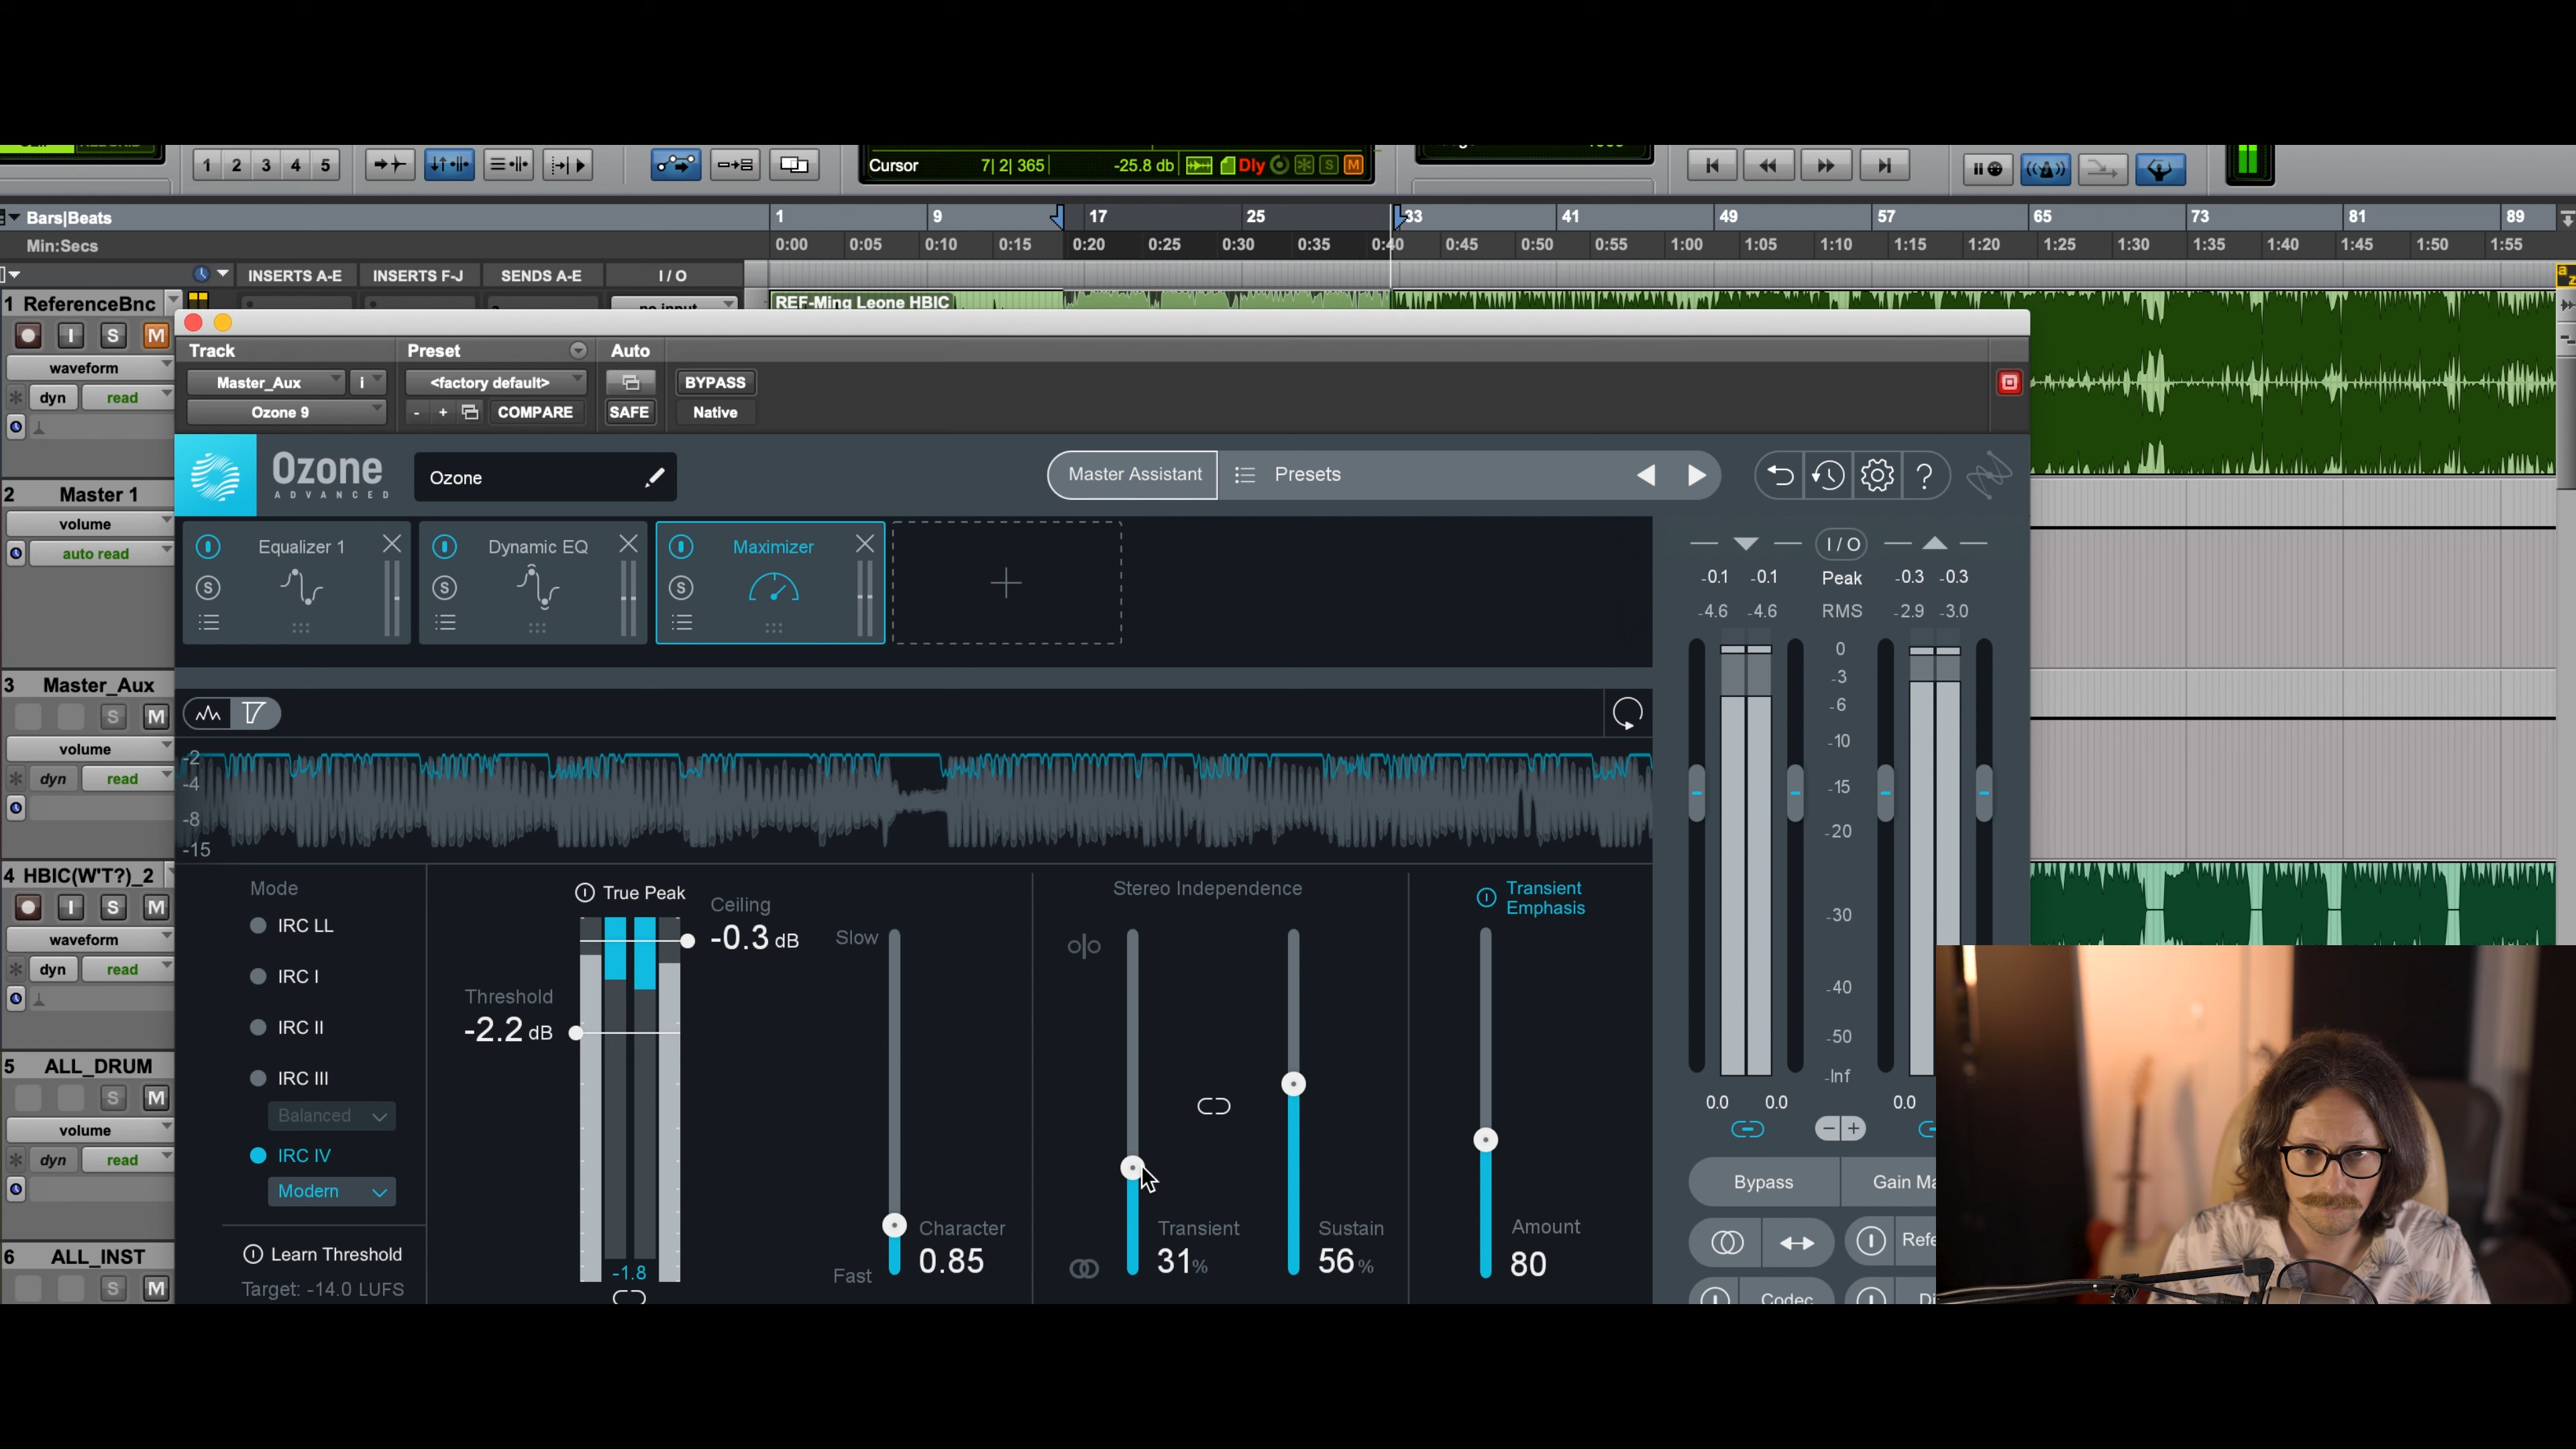 1 2 3 4 5
Cursor 7| 2| 365 -25.8 db Dly S M
Bars|Beats 1 9 17 25 33 41 49 57 65 73 81 89
Min:Secs 0:00 0:05 0:10 0:15 0:20 0:25 0:30 0:35 0:40 0:45 0:50 0:55 1:00 1:05 1:10 1:15 1:20 1:25 1:30 1:35 1:40 1:45 1:50 1:55
INSERTS A-E INSERTS F-J SENDS A-E I / O
1 ReferenceBnc no input REF-Ming Leone HBIC
I S M
waveform
dyn read
2 Master 1
volume
auto read
3 Master_Aux
S M
volume
dyn read
4 HBIC(W'T?)_2
I S M
waveform
dyn read
5 ALL_DRUM
S M
volume
dyn read
6 ALL_INST
S M
Track Preset Auto
Master_Aux i <factory default> BYPASS
Ozone 9 - + COMPARE SAFE Native
Ozone
ADVANCED
Ozone
Master Assistant Presets ?
Equalizer 1 Dynamic EQ Maximizer
S S S
I / O
-0.1 -0.1 Peak -0.3 -0.3
-4.6 -4.6 RMS -2.9 -3.0
0
-3
-6
-10
-15
-20
-30
-40
-50
-Inf
0.0 0.0 0.0
Bypass
Codec
-2
-4
-8
-15
Mode
IRC LL
IRC I
IRC II
IRC III
Balanced
IRC IV
Modern
Learn Threshold
Target: -14.0 LUFS
True Peak
Ceiling
-0.3 dB
Threshold
-2.2 dB
-1.8
Slow
Fast
Character
0.85
Stereo Independence
Transient
31%
Sustain
56 %
Transient
Emphasis
Amount
80